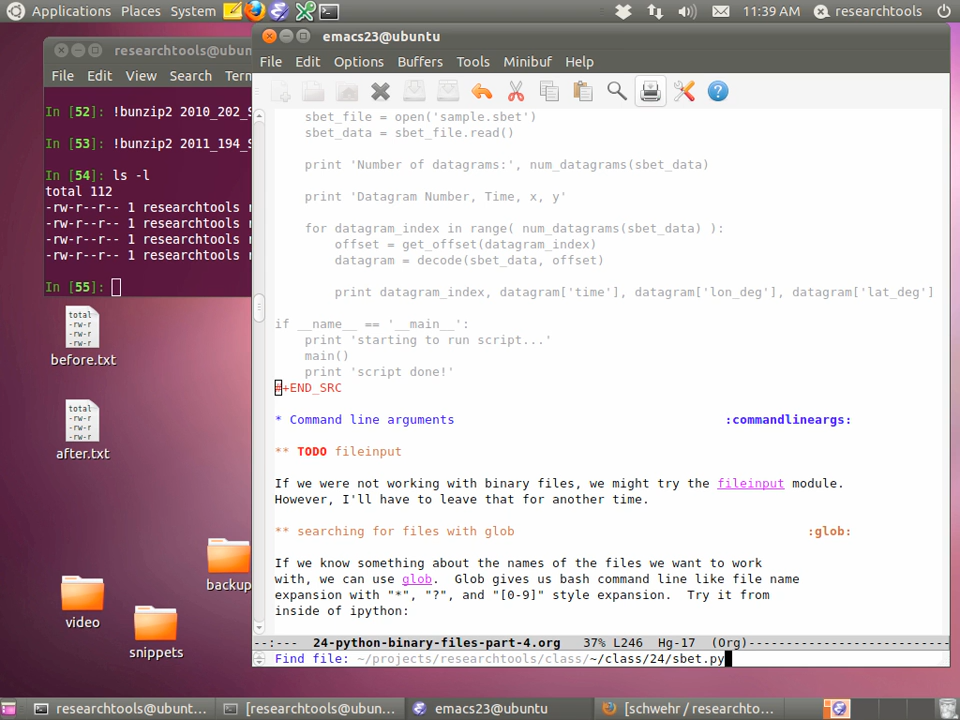 Applications Places System 11:39 AM researchtools
researchtools@ubun
File Edit View Search Tern
In [52]: !bunzip2 2010_202_S
In [53]: !bunzip2 2011_194_S
In [54]: ls -l
total 112
-rw-r--r-- 1 researchtools r
-rw-r--r-- 1 researchtools r
-rw-r--r-- 1 researchtools r
-rw-r--r-- 1 researchtools r
In [55]:
total
-rw-r
-rw-r
before.txt
total
-rw-r
-rw-r
after.txt
backup
video
snippets
emacs23@ubuntu
File Edit Options Buffers Tools Minibuf Help
sbet_file = open('sample.sbet')
sbet_data = sbet_file.read()
print 'Number of datagrams:', num_datagrams(sbet_data)
print 'Datagram Number, Time, x, y'
for datagram_index in range( num_datagrams(sbet_data) ):
offset = get_offset(datagram_index)
datagram = decode(sbet_data, offset)
print datagram_index, datagram['time'], datagram['lon_deg'], datagram['lat_deg']
if __name__ == '__main__':
print 'starting to run script...'
main()
print 'script done!'
#+END_SRC
* Command line arguments :commandlineargs:
** TODO fileinput
If we were not working with binary files, we might try the fileinput module.
However, I'll have to leave that for another time.
** searching for files with glob :glob:
If we know something about the names of the files we want to work
with, we can use glob. Glob gives us bash command line like file name
expansion with "*", "?", and "[0-9]" style expansion. Try it from
inside of ipython:
--:--- 24-python-binary-files-part-4.org 37% L246 Hg-17 (Org)--------------------------
Find file: ~/projects/researchtools/class/~/class/24/sbet.py
researchtools@ubunt... [researchtools@ubun... emacs23@ubuntu [schwehr / researchto...